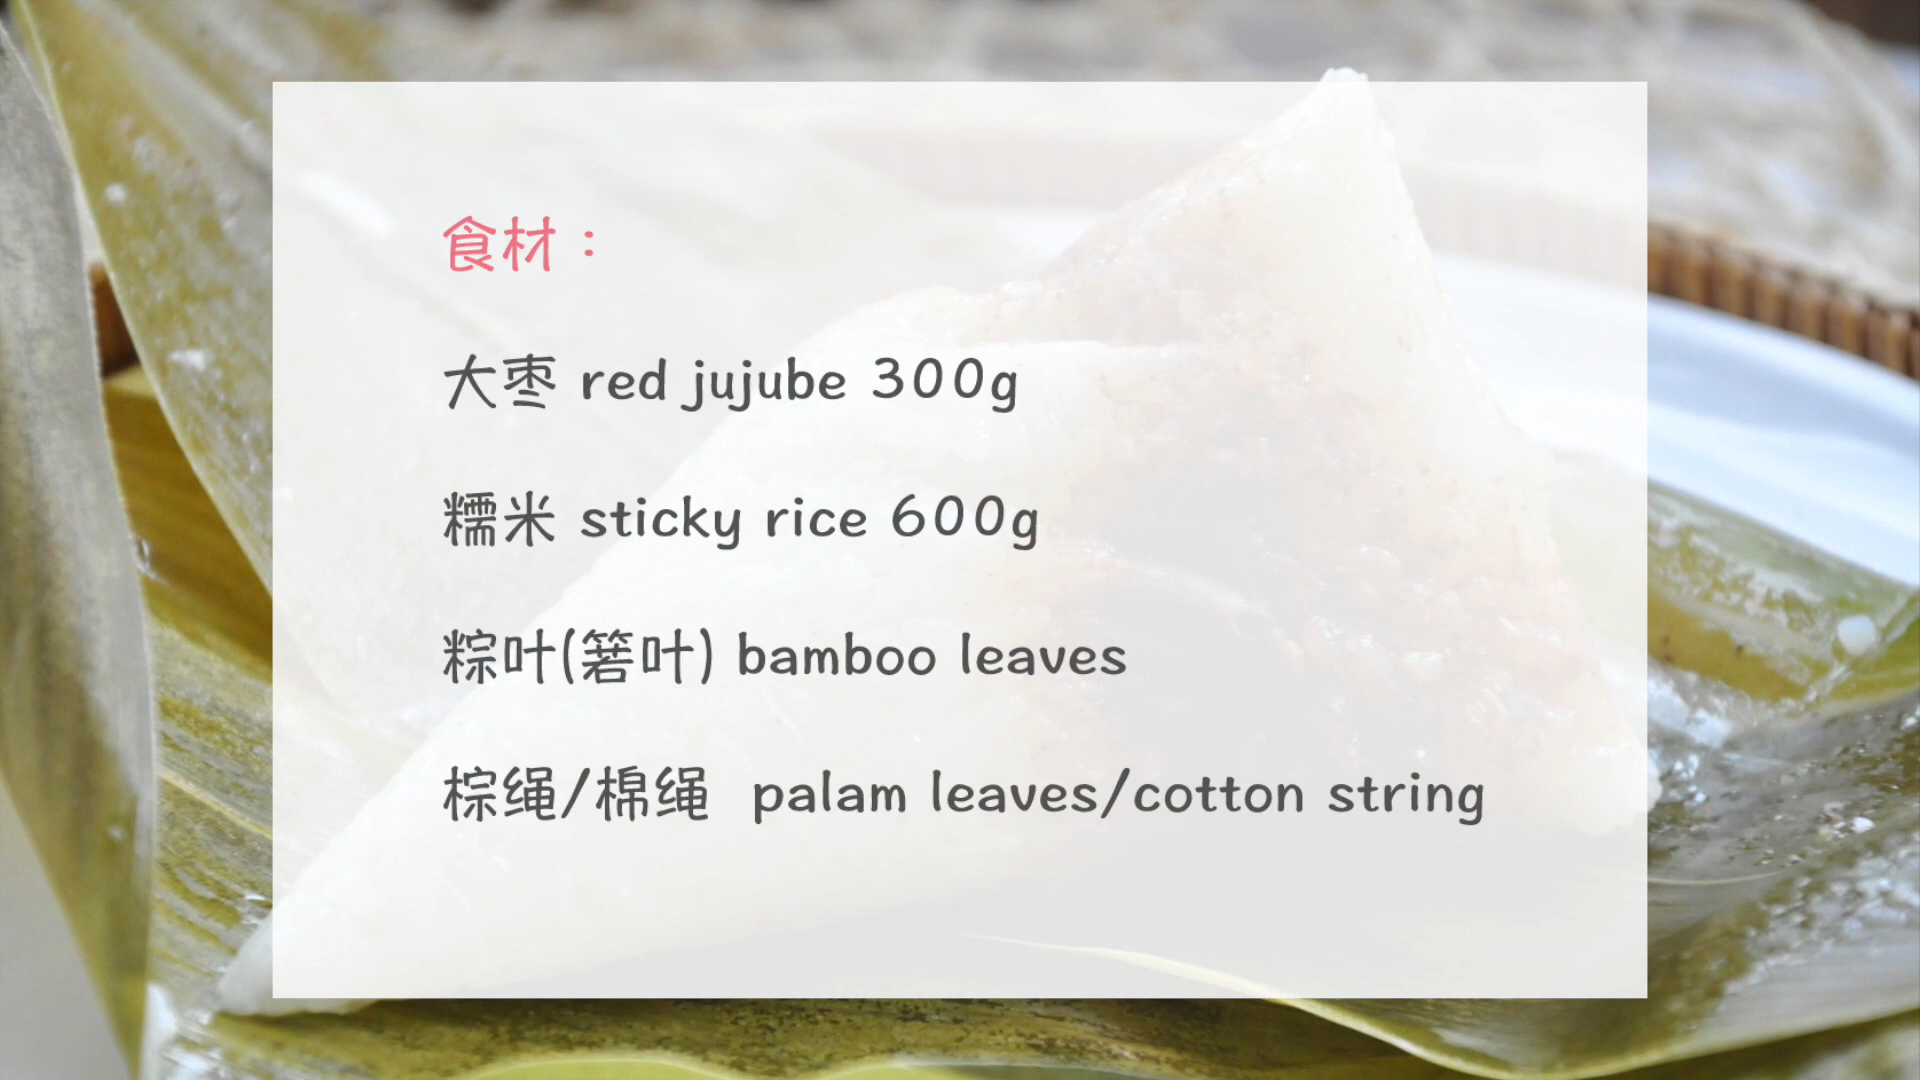 食材：
大枣 red jujube 300g
糯米 sticky rice 600g
粽叶(箬叶) bamboo leaves
棕绳/棉绳 palam leaves/cotton string